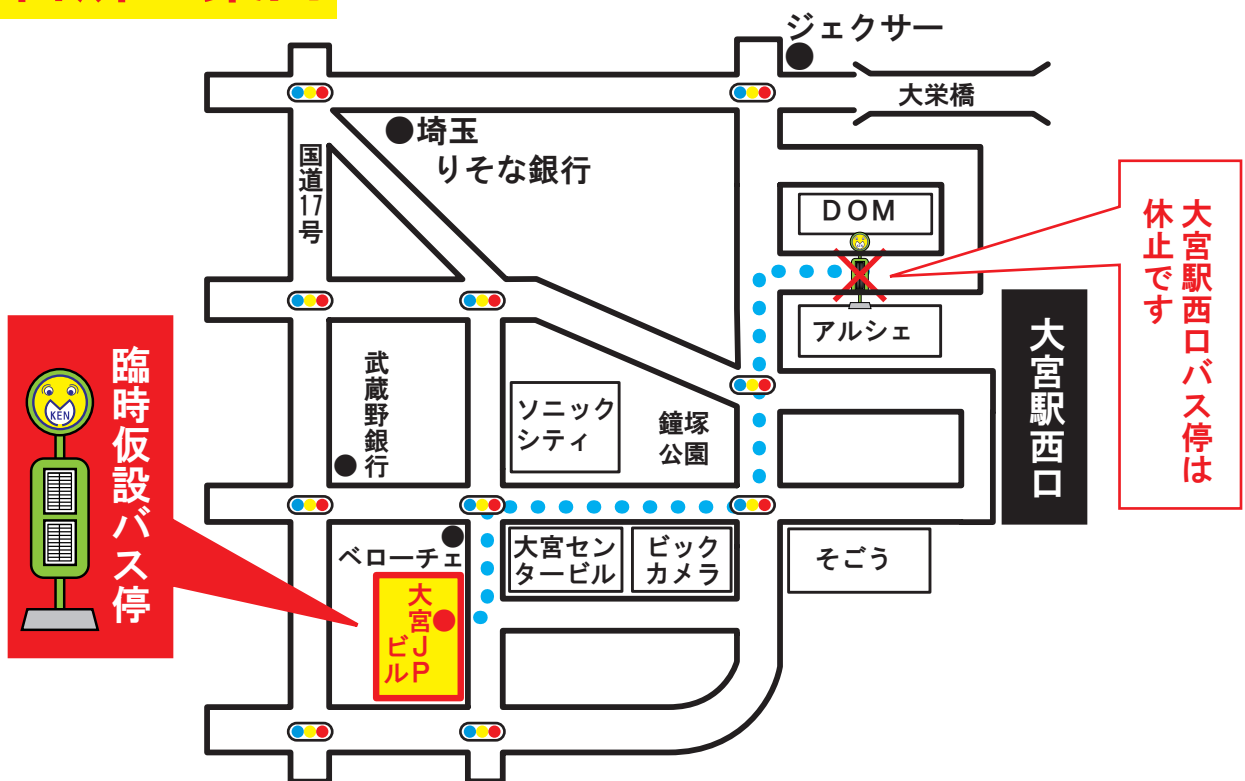 ジェクサー
大栄橋
埼玉
りそな銀行
国道17号
DOM
大宮駅西口バス停は
休止です
アルシェ
大宮駅西口
臨時仮設バス停
KEN
武蔵野銀行
ソニック
シティ
鐘塚
公園
ベローチェ
大宮セン
タービル
ビック
カメラ
そごう
大宮JP
ビル